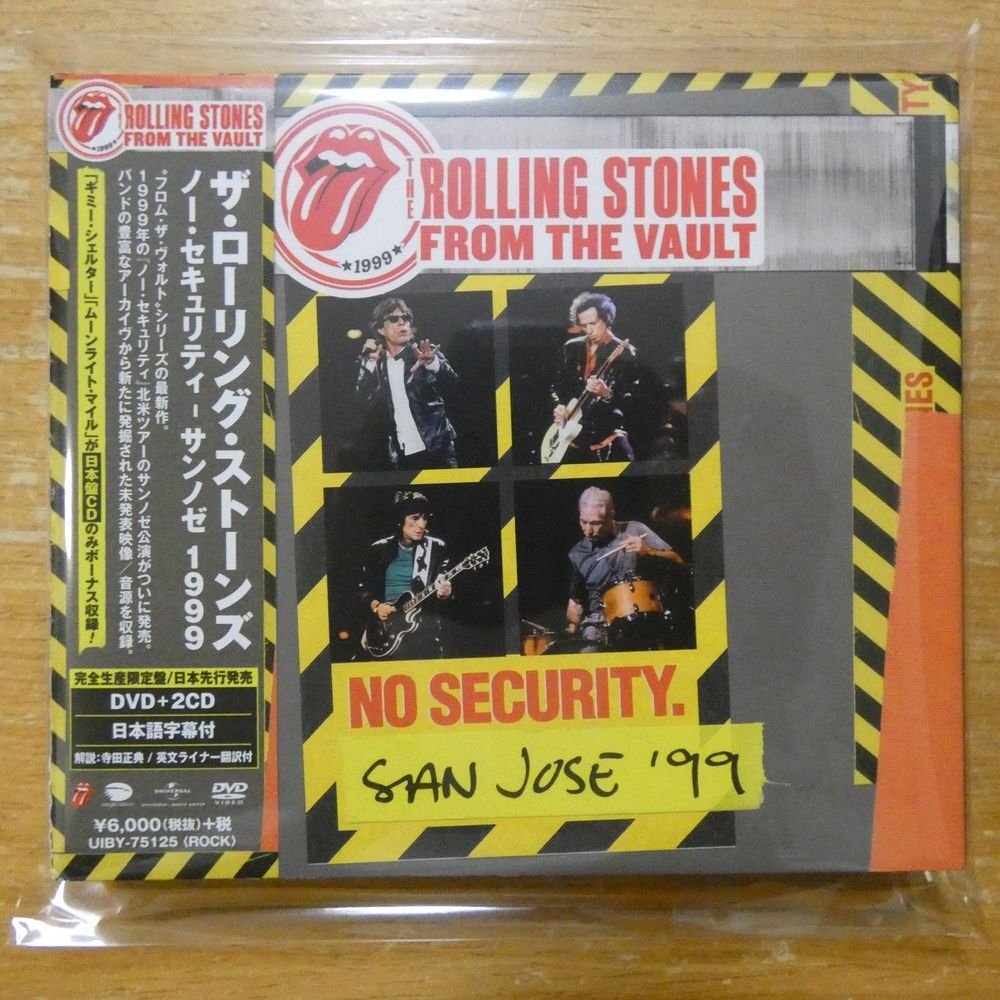 ROLLING STONES
FROM THE VAULT
1999
ザ・ローリング・ストーンズ
ノー・セキュリティ - サンノゼ 1999
"フロム・ザ・ヴォルト"シリーズの最新作。
1999年の『ノー・セキュリティ』北米ツアーのサンノゼ公演がついに発売。
バンドの豊富なアーカイヴから新たに発掘された未発表映像/音源を収録。
「ギミー・シェルター」「ムーンライト・マイル」が日本盤CDのみボーナス収録!
完全生産限定盤/日本先行発売
DVD+2CD
日本語字幕付
解説:寺田正典 / 英文ライナー翻訳付
UNIVERSAL
DVD
VIDEO
¥6,000(税抜)+税
UIBY-75125 〈ROCK〉
THE
ROLLING STONES
FROM THE VAULT
★1999★
NO SECURITY.
SAN JOSE '99
TY
IES